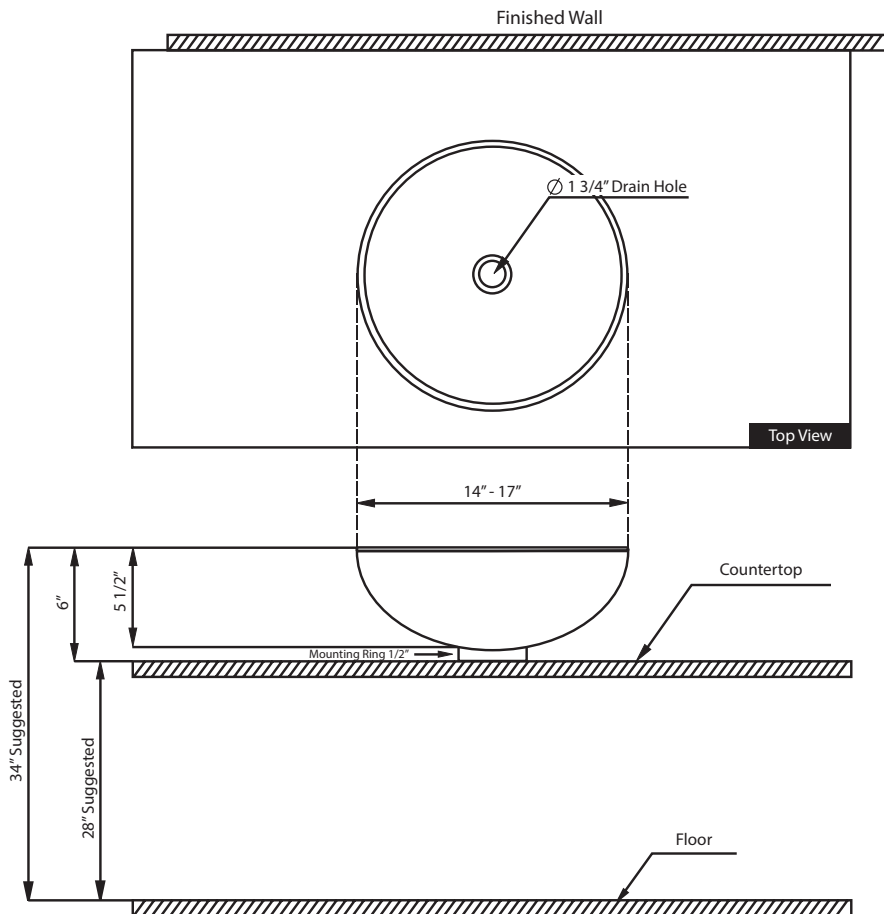 Finished Wall
∅ 1 3/4” Drain Hole
Top View
14” - 17”
6”
5 1/2”
Countertop
Mounting Ring 1/2”
34” Suggested
28” Suggested
Floor